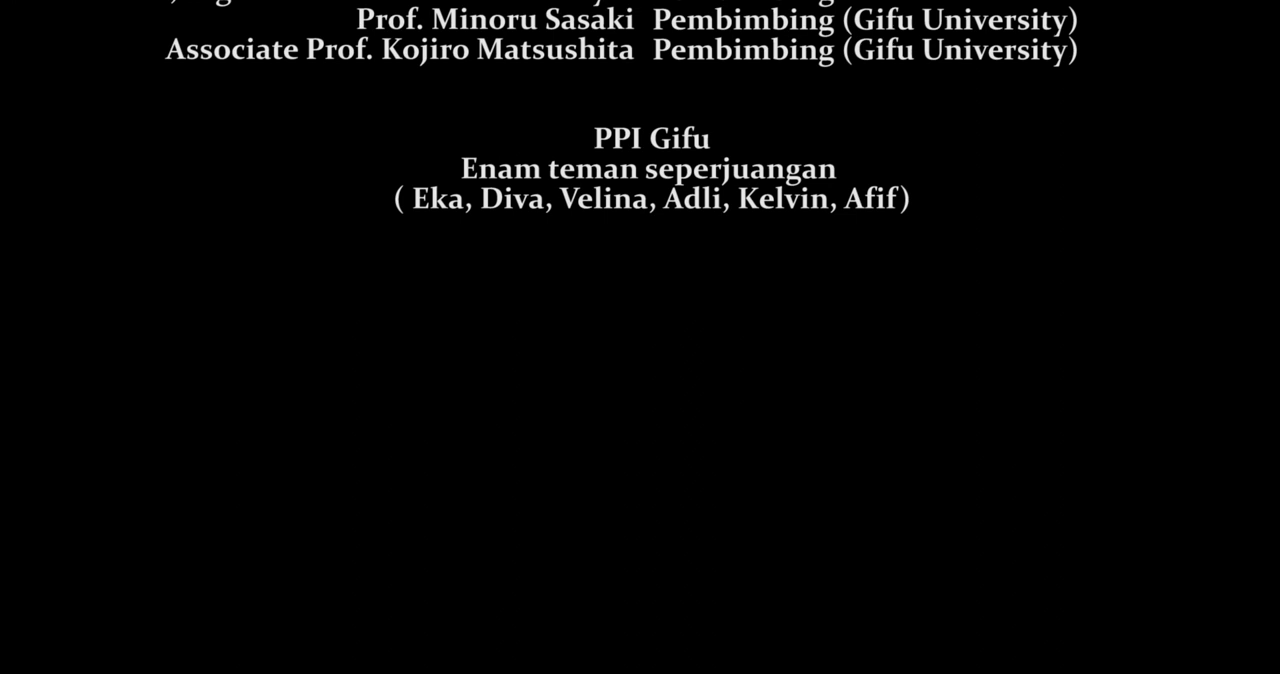 Prof. Minoru Sasaki Pembimbing (Gifu University)
Associate Prof. Kojiro Matsushita Pembimbing (Gifu University)
PPI Gifu
Enam teman seperjuangan
( Eka, Diva, Velina, Adli, Kelvin, Afif)